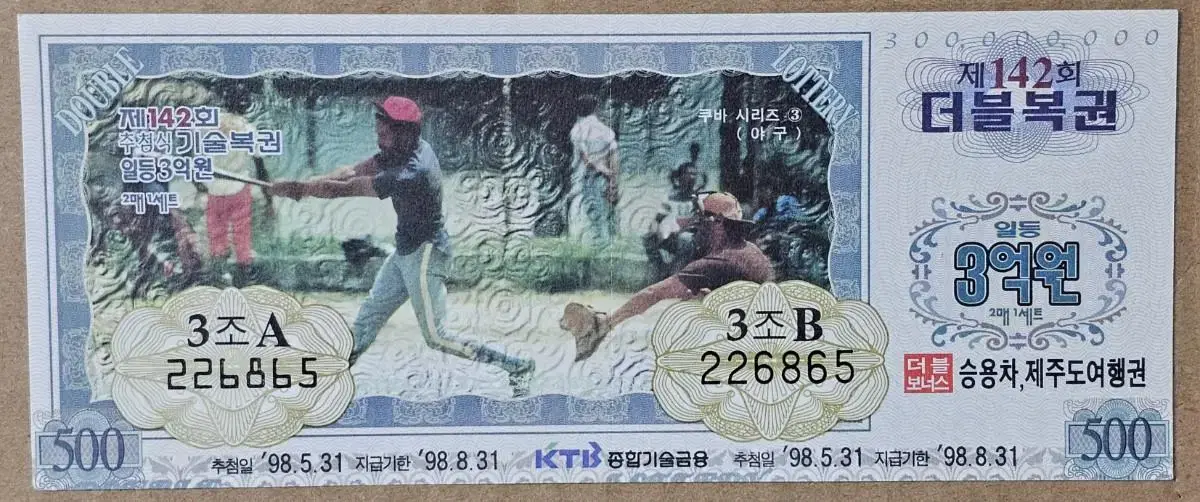 DOUBLE
LOTTERY
300,000,000
제142회
추첨식 기술복권
일등3억원
2매 1세트
쿠바 시리즈 ③
(야구)
제142회
더블복권
일등
3억원
2매 1세트
3조A
226865
3조B
226865
더블
보너스
승용차,제주도여행권
500
추첨일 '98.5.31 지급기한 '98.8.31
KTB 종합기술금융
추첨일 '98.5.31 지급기한 '98.8.31
500